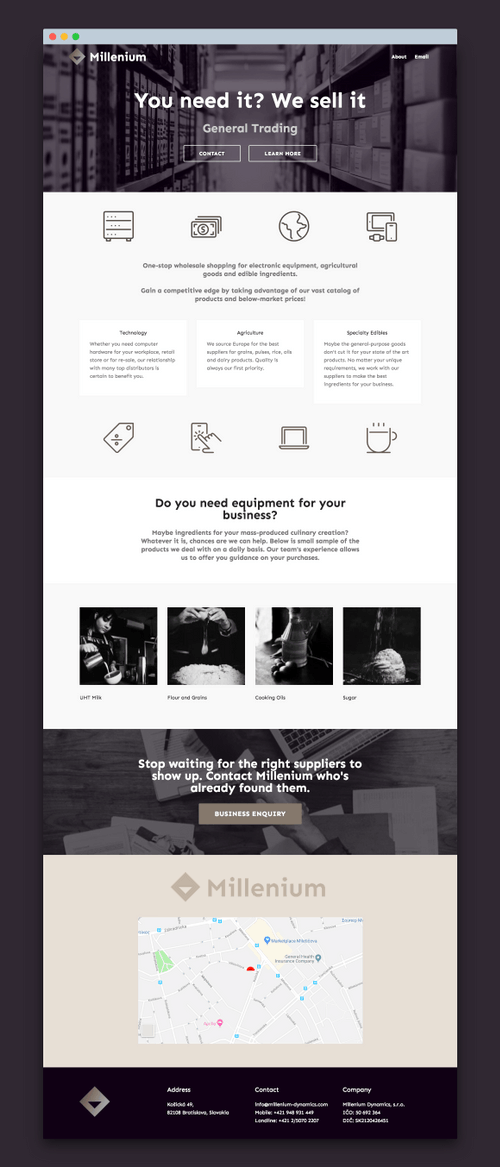 Millenium
About Email
You need it? We sell it
General Trading
CONTACT LEARN MORE
One-stop wholesale shopping for electronic equipment, agricultural
goods and edible ingredients.
Gain a competitive edge by taking advantage of our vast catalog of
products and below-market prices!
Technology
Whether you need computer
hardware for your workplace, retail
store or for re-sale, our relationship
with many top distributors is
certain to benefit you.
Agriculture
We source Europe for the best
suppliers for grains, pulses, rice, oils
and dairy products. Quality is
always our first priority.
Specialty Edibles
Maybe the general-purpose goods
don't cut it for your state of the art
products. No matter your unique
requirements, we work with our
suppliers to make the best
ingredients for your business.
Do you need equipment for your
business?
Maybe ingredients for your mass-produced culinary creation?
Whatever it is, chances are we can help. Below is small sample of the
products we deal with on a daily basis. Our team's experience allows
us to offer you guidance on your purchases.
UHT Milk
Flour and Grains
Cooking Oils
Sugar
Stop waiting for the right suppliers to
show up. Contact Millenium who's
already found them.
BUSINESS ENQUIRY
Millenium
Marketplace Miletičova
General Health
Insurance Company
Address
Košická 49,
82108 Bratislava, Slovakia
Contact
info@millenium-dynamics.com
Mobile: +421 948 931 449
Landline: +421 2/5070 2307
Company
Millenium Dynamics, s.r.o.
IČO: 50 692 364
DIČ: SK2120426451